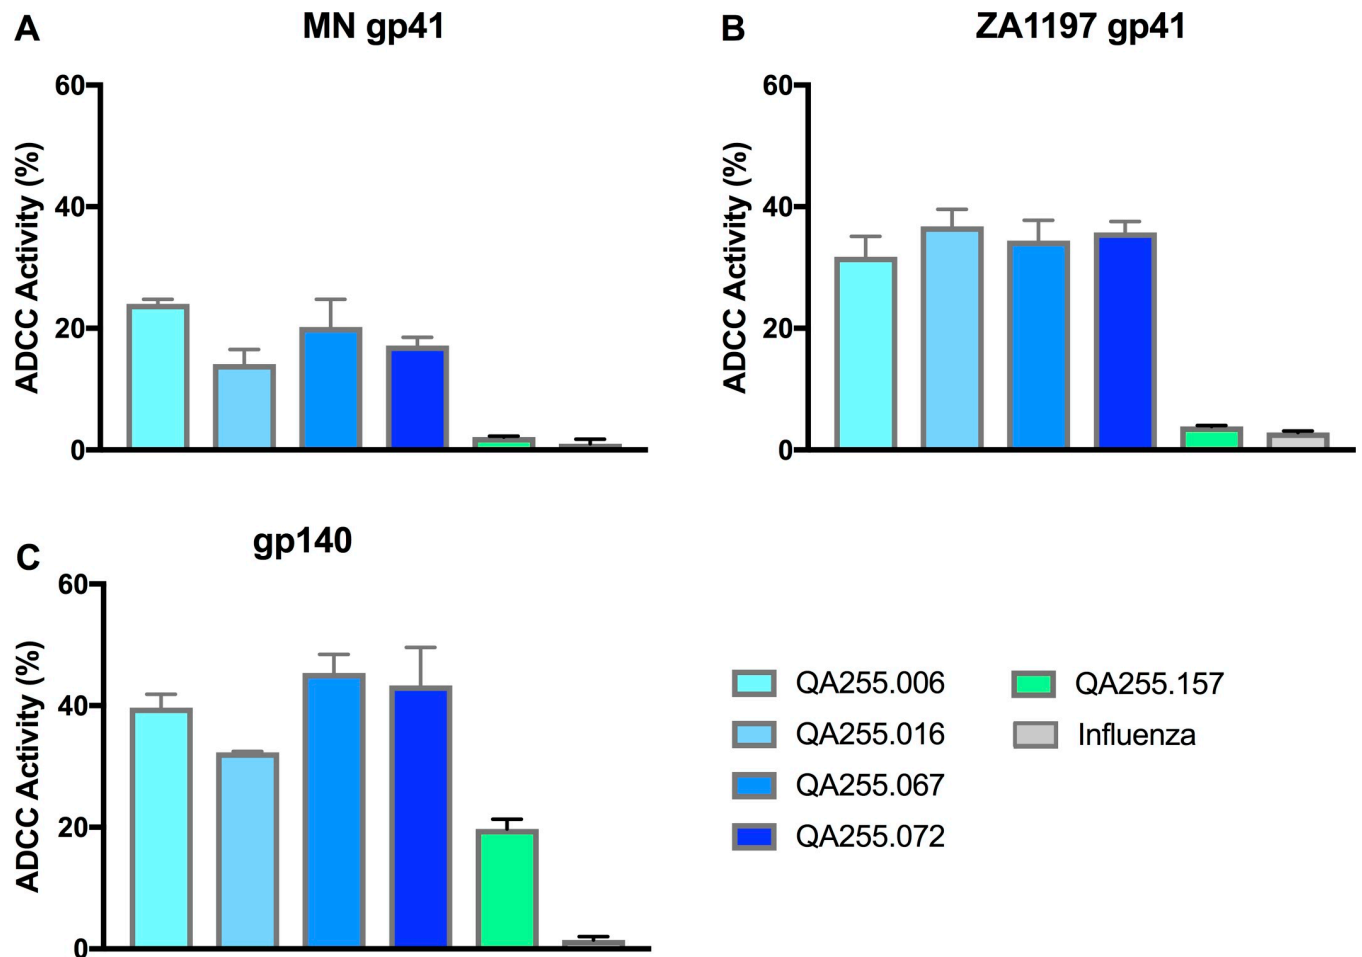 A
MN gp41
ADCC Activity (%)
60
40
20
0
B
ZA1197 gp41
ADCC Activity (%)
60
40
20
0
C
gp140
ADCC Activity (%)
60
40
20
0
QA255.006
QA255.016
QA255.067
QA255.072
QA255.157
Influenza